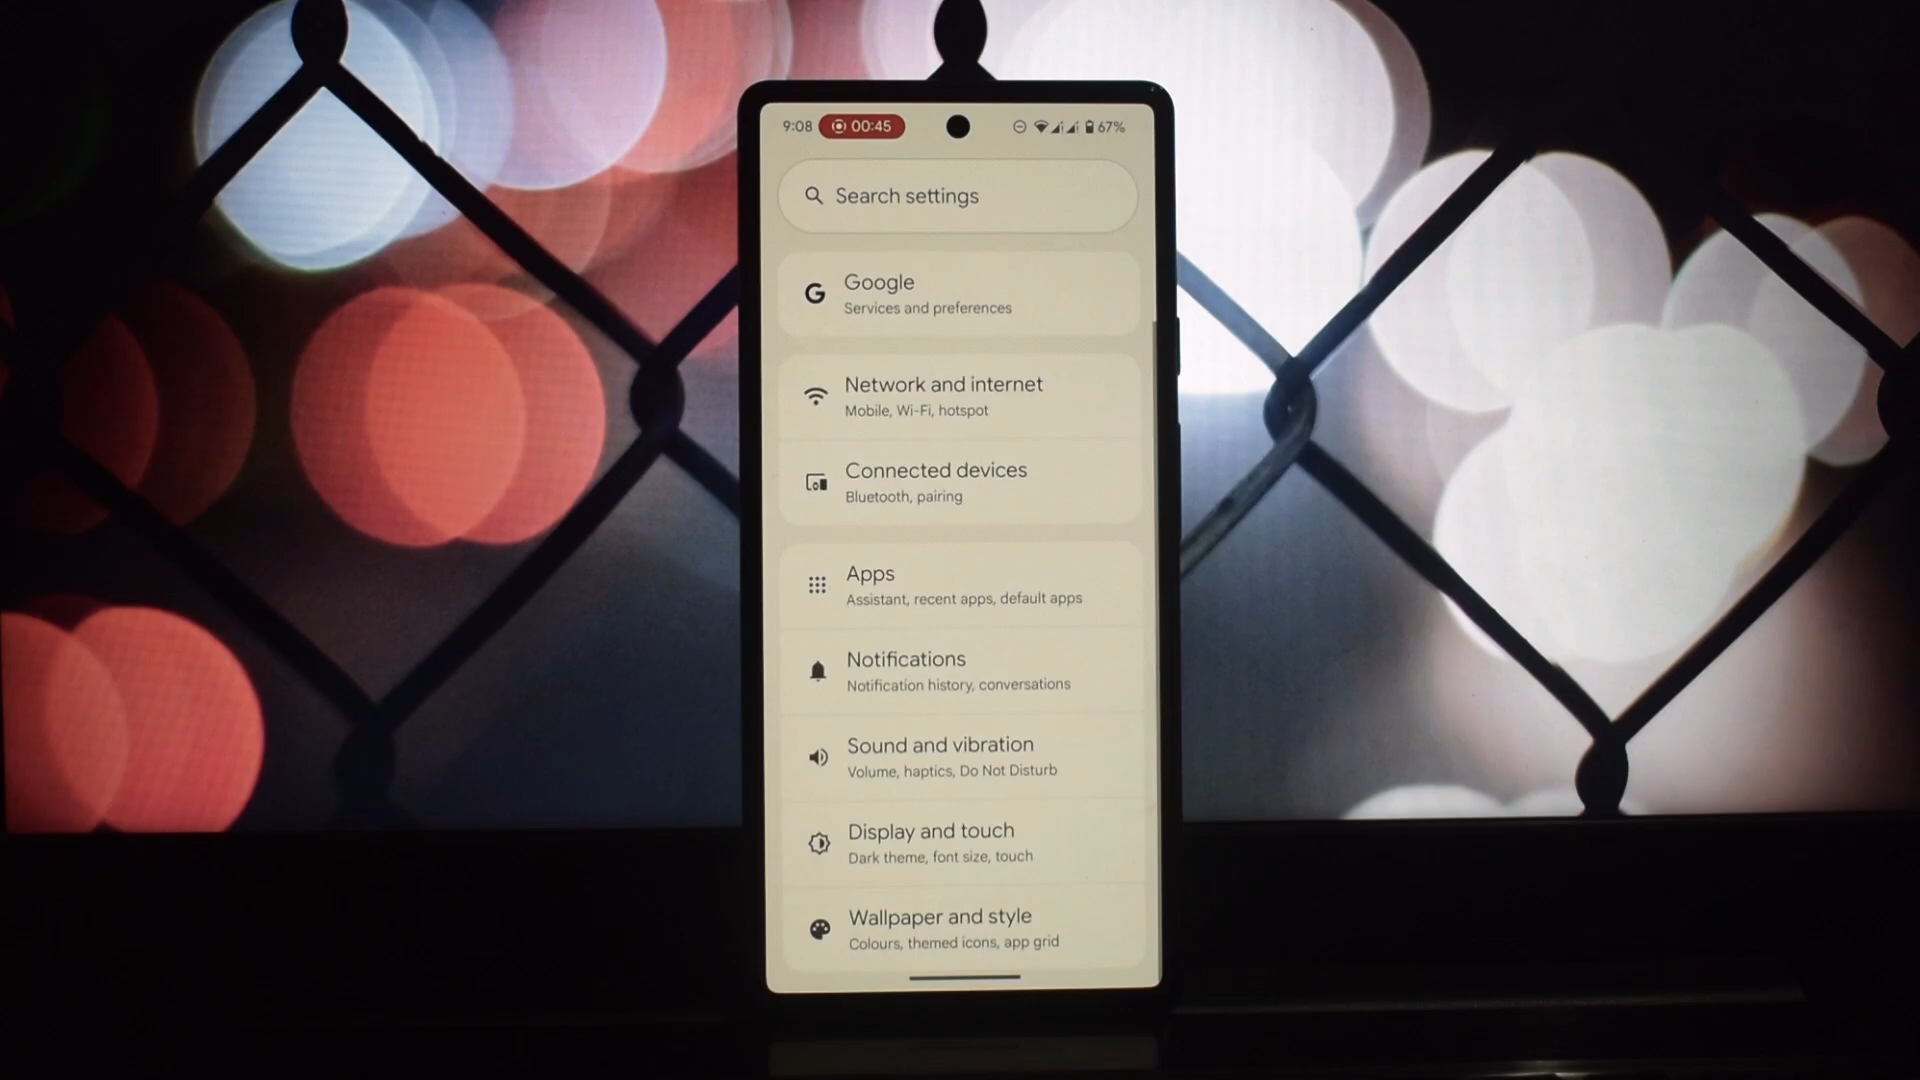 9:08 00:45 67%
Search settings
Google
Services and preferences
Network and internet
Mobile, Wi-Fi, hotspot
Connected devices
Bluetooth, pairing
Apps
Assistant, recent apps, default apps
Notifications
Notification history, conversations
Sound and vibration
Volume, haptics, Do Not Disturb
Display and touch
Dark theme, font size, touch
Wallpaper and style
Colours, themed icons, app grid